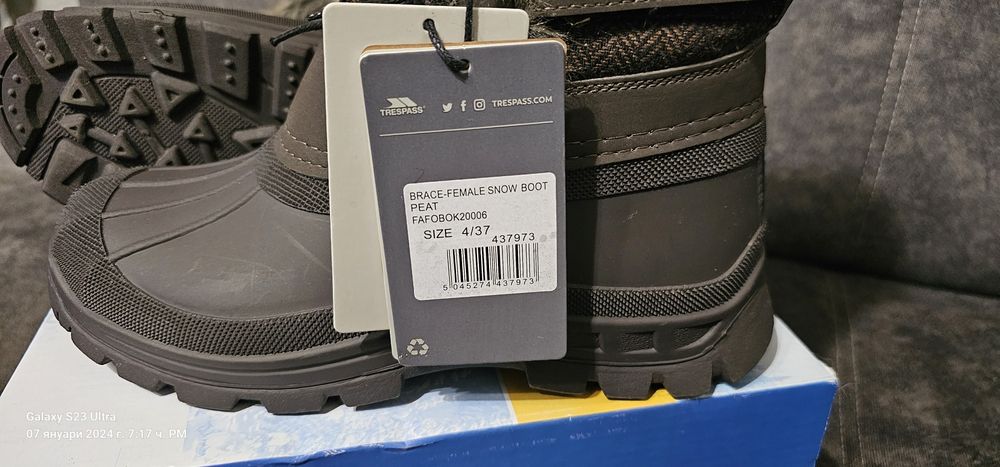 TRESPASS
TRESPASS.COM
BRACE-FEMALE SNOW BOOT
PEAT
FAFOBOK20006
SIZE 4/37
437973
5 045274 437973
Galaxy S23 Ultra
07 януари 2024 г. 7:17 ч. PM